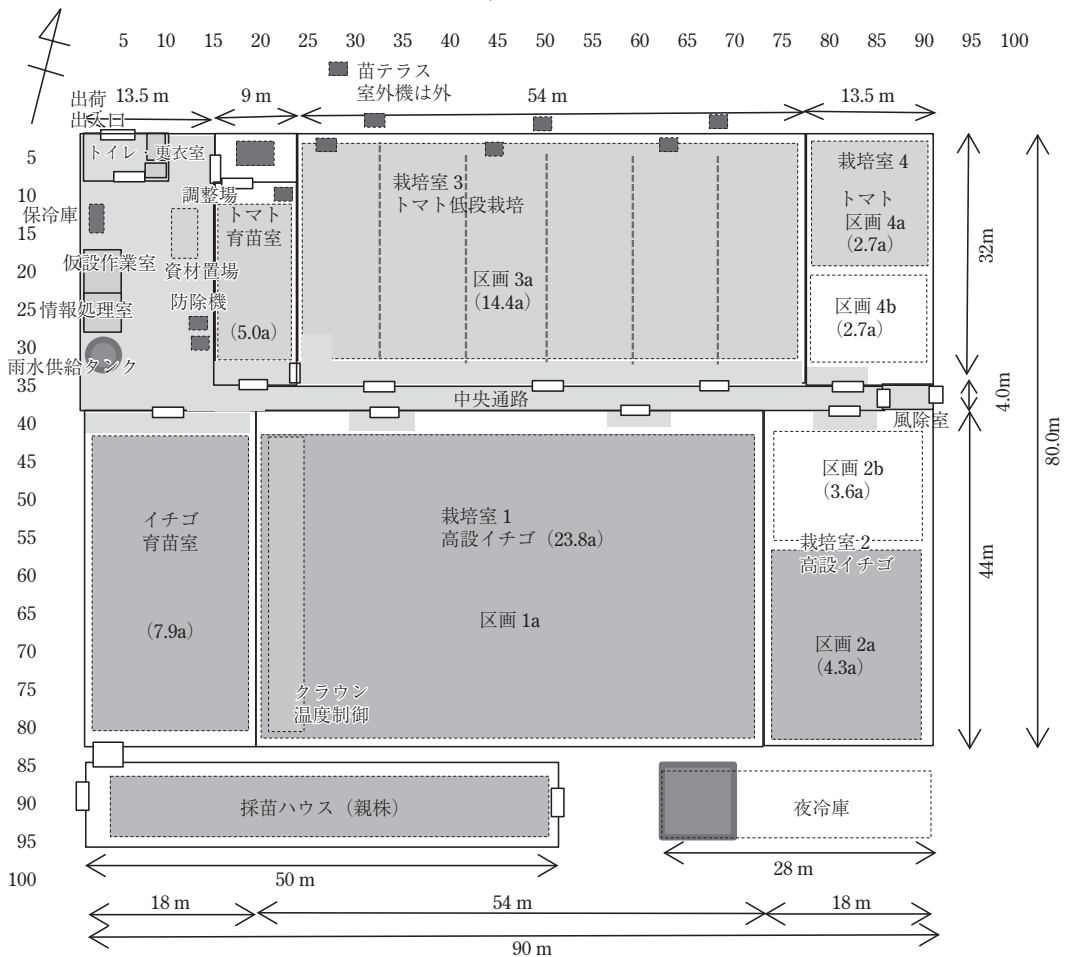 5 10 15 20 25 30 35 40 45 50 55 60 65 70 75 80 85 90 95 100
苗テラス
室外機は外
出荷
出入口
13.5 m
9 m
54 m
13.5 m
5
10
15
20
25
30
35
40
45
50
55
60
65
70
75
80
85
90
95
100
トイレ・更衣室
調整場
保冷庫
資材置場
仮設作業室
情報処理室
防除機
雨水供給タンク
トマト
育苗室
(5.0a)
栽培室 3
トマト低段栽培
区画 3a
(14.4a)
栽培室 4
トマト
区画 4a
(2.7a)
区画 4b
(2.7a)
32m
4.0m
44m
80.0m
中央通路
風除室
イチゴ
育苗室
(7.9a)
栽培室 1
高設イチゴ(23.8a)
区画 1a
クラウン
温度制御
区画 2b
(3.6a)
栽培室 2
高設イチゴ
区画 2a
(4.3a)
採苗ハウス(親株)
夜冷庫
50 m
28 m
18 m
54 m
18 m
90 m